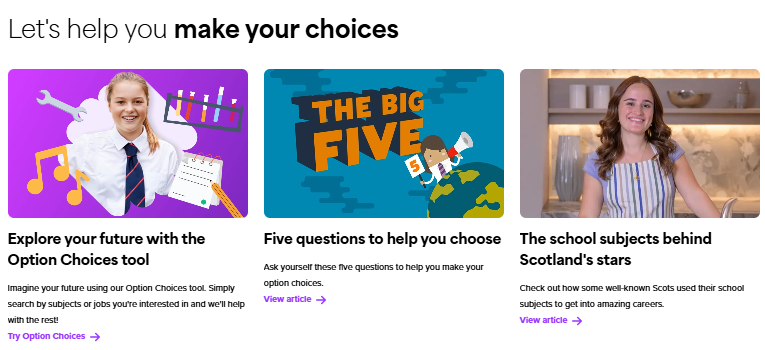 Let's help you make your choices
THE BIG
FIVE
5
Explore your future with the
Option Choices tool
Imagine your future using our Option Choices tool. Simply
search by subjects or jobs you're interested in and we'll help
with the rest!
Try Option Choices
Five questions to help you choose
Ask yourself these five questions to help you make your
option choices.
View article
The school subjects behind
Scotland's stars
Check out how some well-known Scots used their school
subjects to get into amazing careers.
View article